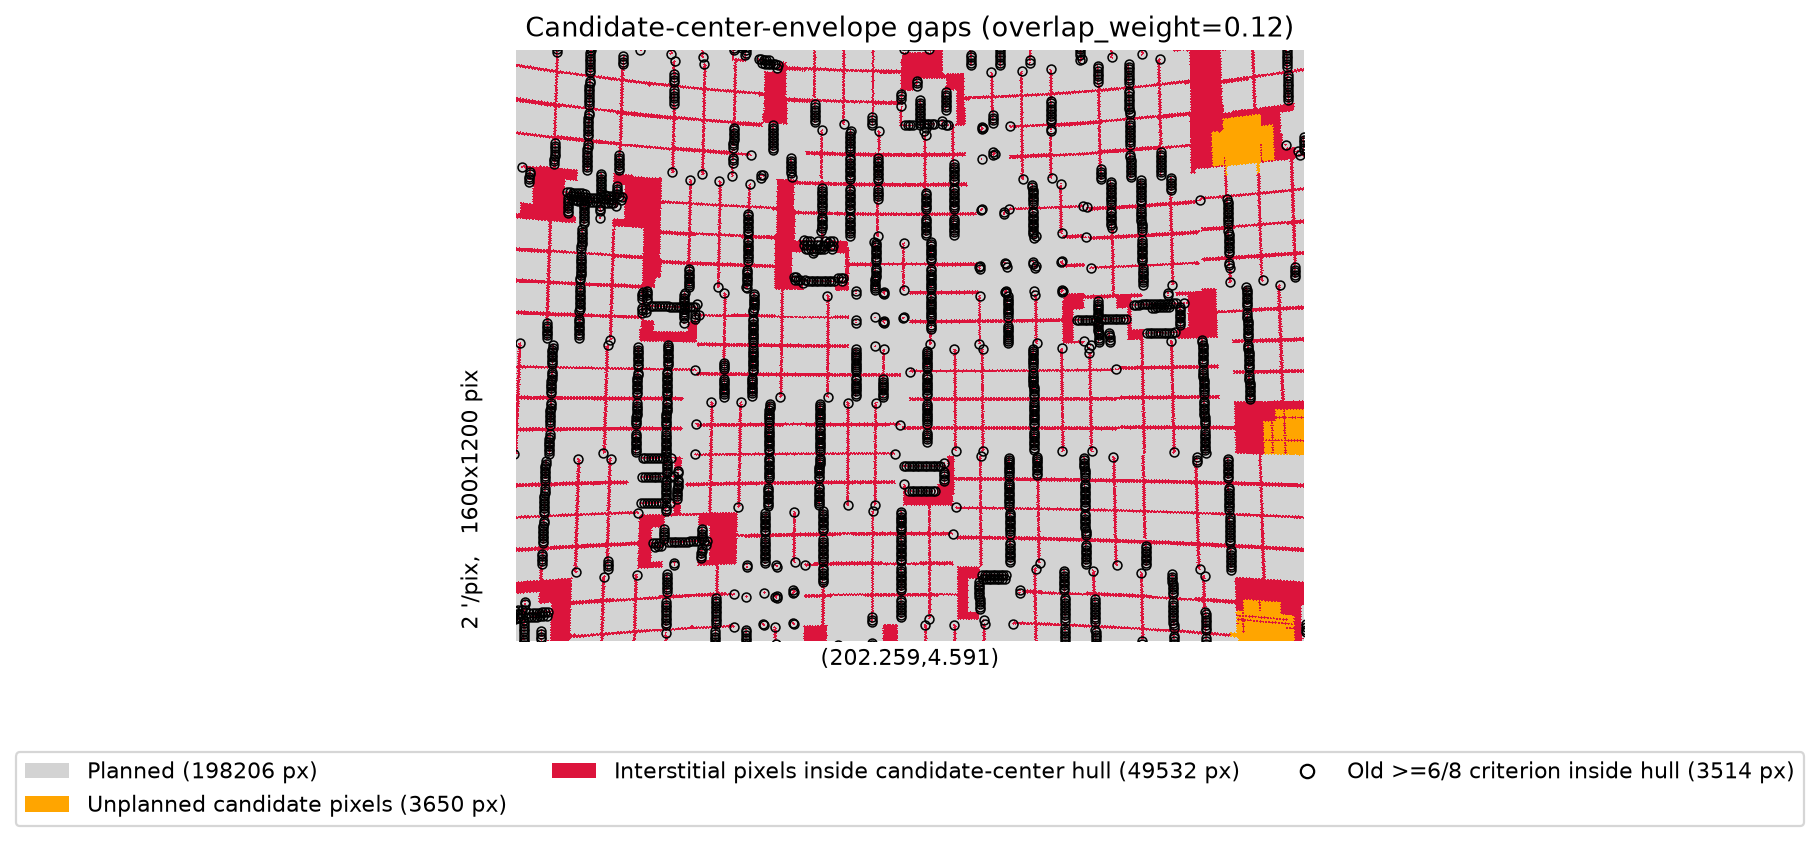 Candidate-center-envelope gaps (overlap_weight=0.12)
2 '/pix,   1600x1200 pix
(202.259,4.591)
Planned (198206 px)
Unplanned candidate pixels (3650 px)
Interstitial pixels inside candidate-center hull (49532 px)
Old >=6/8 criterion inside hull (3514 px)